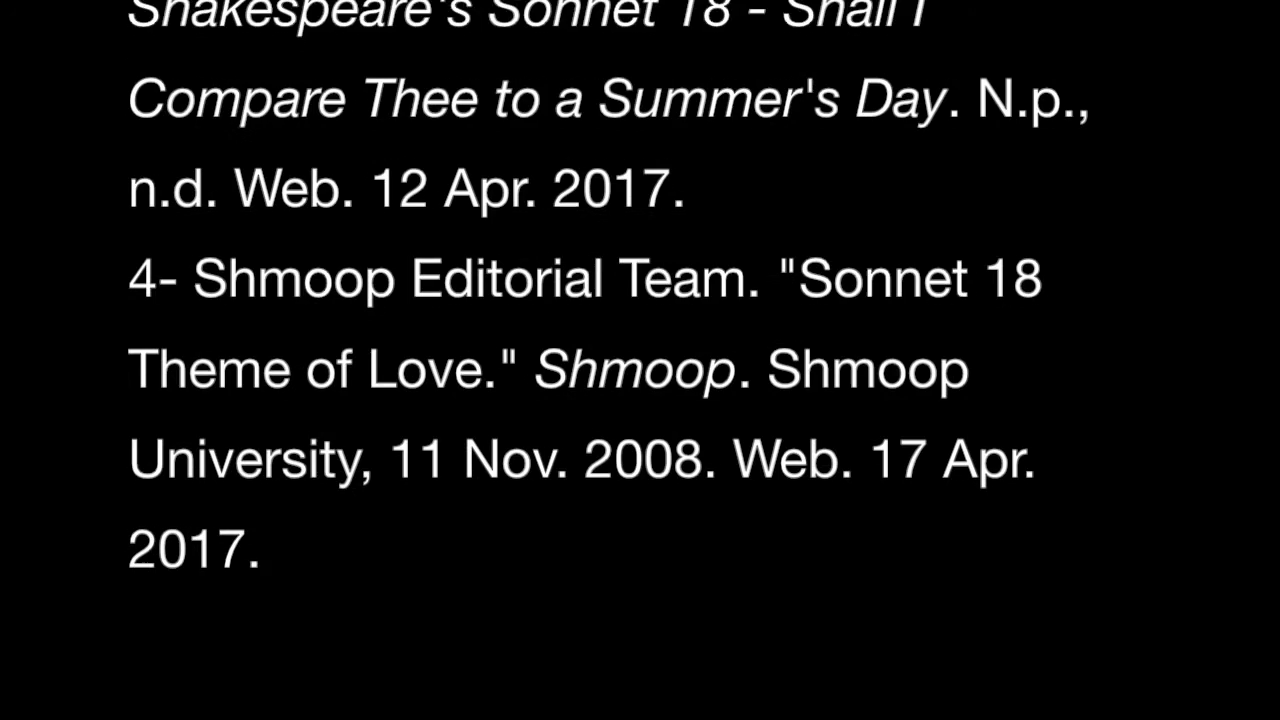 Shakespeare's Sonnet 18 - Shall I
Compare Thee to a Summer's Day. N.p.,
n.d. Web. 12 Apr. 2017.
4- Shmoop Editorial Team. "Sonnet 18
Theme of Love." Shmoop. Shmoop
University, 11 Nov. 2008. Web. 17 Apr.
2017.